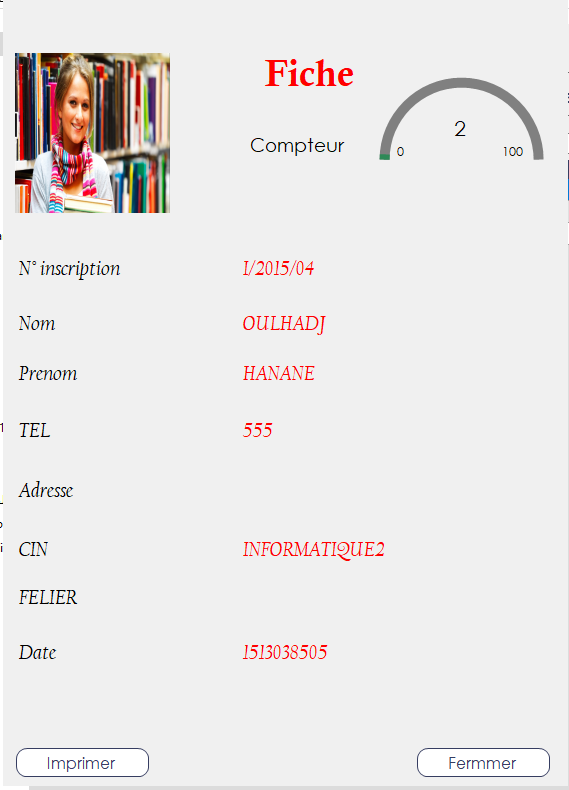 Fiche
Compteur
2
0 100
N° inscription 1/2015/04
Nom OULHADJ
Prenom HANANE
TEL 555
Adresse
CIN INFORMATIQUE2
FELIER
Date 1513038505
Imprimer Fermmer